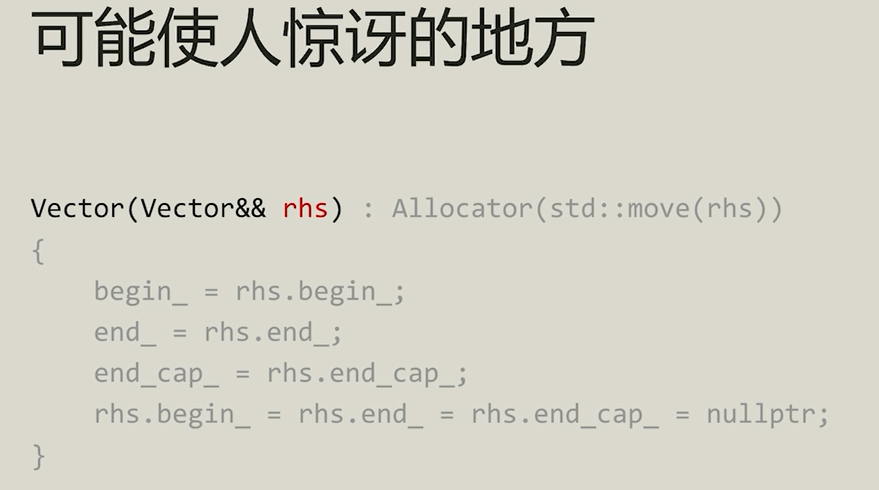 可能使人惊讶的地方
Vector(Vector&& rhs) : Allocator(std::move(rhs))
{
    begin_ = rhs.begin_;
    end_ = rhs.end_;
    end_cap_ = rhs.end_cap_;
    rhs.begin_ = rhs.end_ = rhs.end_cap_ = nullptr;
}